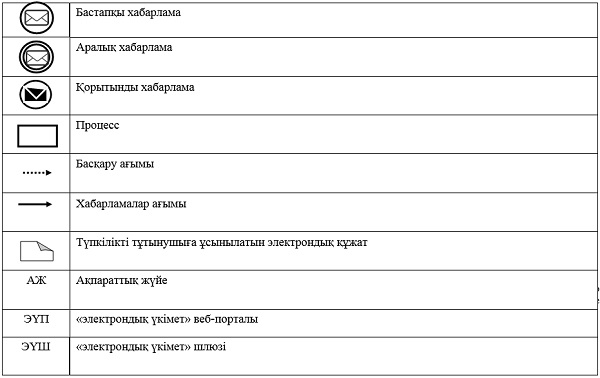 Бастапқы хабарлама
Аралық хабарлама
Қорытынды хабарлама
Процесс
Басқару ағымы
Хабарламалар ағымы
Түпкілікті тұтынушыға ұсынылатын электрондық құжат
АЖ Ақпараттық жүйе
ЭҮП «электрондық үкімет» веб-порталы
ЭҮШ «электрондық үкімет» шлюзі